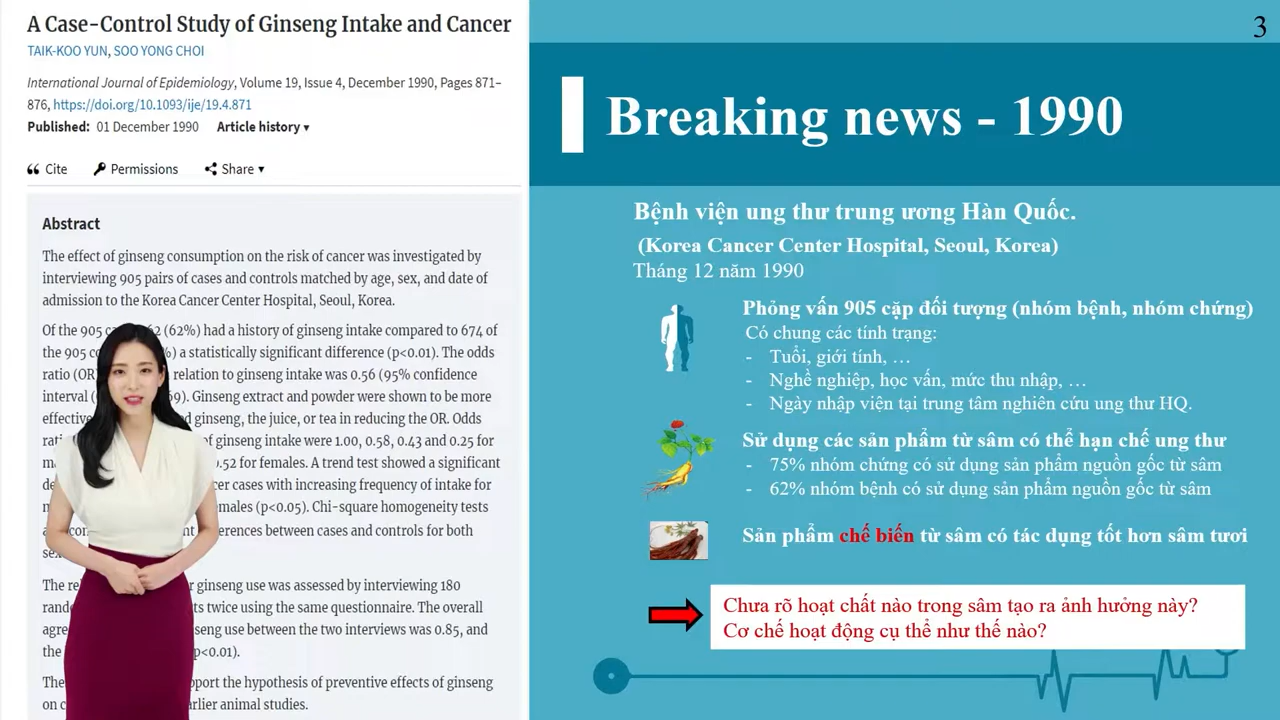 A Case-Control Study of Ginseng Intake and Cancer
TAIK-KOO YUN, SOO YONG CHOI
International Journal of Epidemiology, Volume 19, Issue 4, December 1990, Pages 871–
876, https://doi.org/10.1093/ije/19.4.871
Published: 01 December 1990 Article history ▾
Cite Permissions Share ▾
Abstract
The effect of ginseng consumption on the risk of cancer was investigated by
interviewing 905 pairs of cases and controls matched by age, sex, and date of
admission to the Korea Cancer Center Hospital, Seoul, Korea.
Of the 905 (62%) had a history of ginseng intake compared to 674 of
the 905 a statistically significant difference (p<0.01). The odds
ratio (OR) relation to ginseng intake was 0.56 (95% confidence
interval Ginseng extract and powder were shown to be more
effective ginseng, the juice, or tea in reducing the OR. Odds
of ginseng intake were 1.00, 0.58, 0.43 and 0.25 for
for females. A trend test showed a significant
cases with increasing frequency of intake for
(p<0.05). Chi-square homogeneity tests
between cases and controls for both
The ginseng use was assessed by interviewing 180
twice using the same questionnaire. The overall
use between the two interviews was 0.85, and
the
The the hypothesis of preventive effects of ginseng
on animal studies.
3
Breaking news - 1990
Bệnh viện ung thư trung ương Hàn Quốc.
(Korea Cancer Center Hospital, Seoul, Korea)
Tháng 12 năm 1990
Phỏng vấn 905 cặp đối tượng (nhóm bệnh, nhóm chứng)
Có chung các tính trạng:
- Tuổi, giới tính, …
- Nghề nghiệp, học vấn, mức thu nhập, …
- Ngày nhập viện tại trung tâm nghiên cứu ung thư HQ.
Sử dụng các sản phẩm từ sâm có thể hạn chế ung thư
- 75% nhóm chứng có sử dụng sản phẩm nguồn gốc từ sâm
- 62% nhóm bệnh có sử dụng sản phẩm nguồn gốc từ sâm
Sản phẩm chế biến từ sâm có tác dụng tốt hơn sâm tươi
Chưa rõ hoạt chất nào trong sâm tạo ra ảnh hưởng này?
Cơ chế hoạt động cụ thể như thế nào?